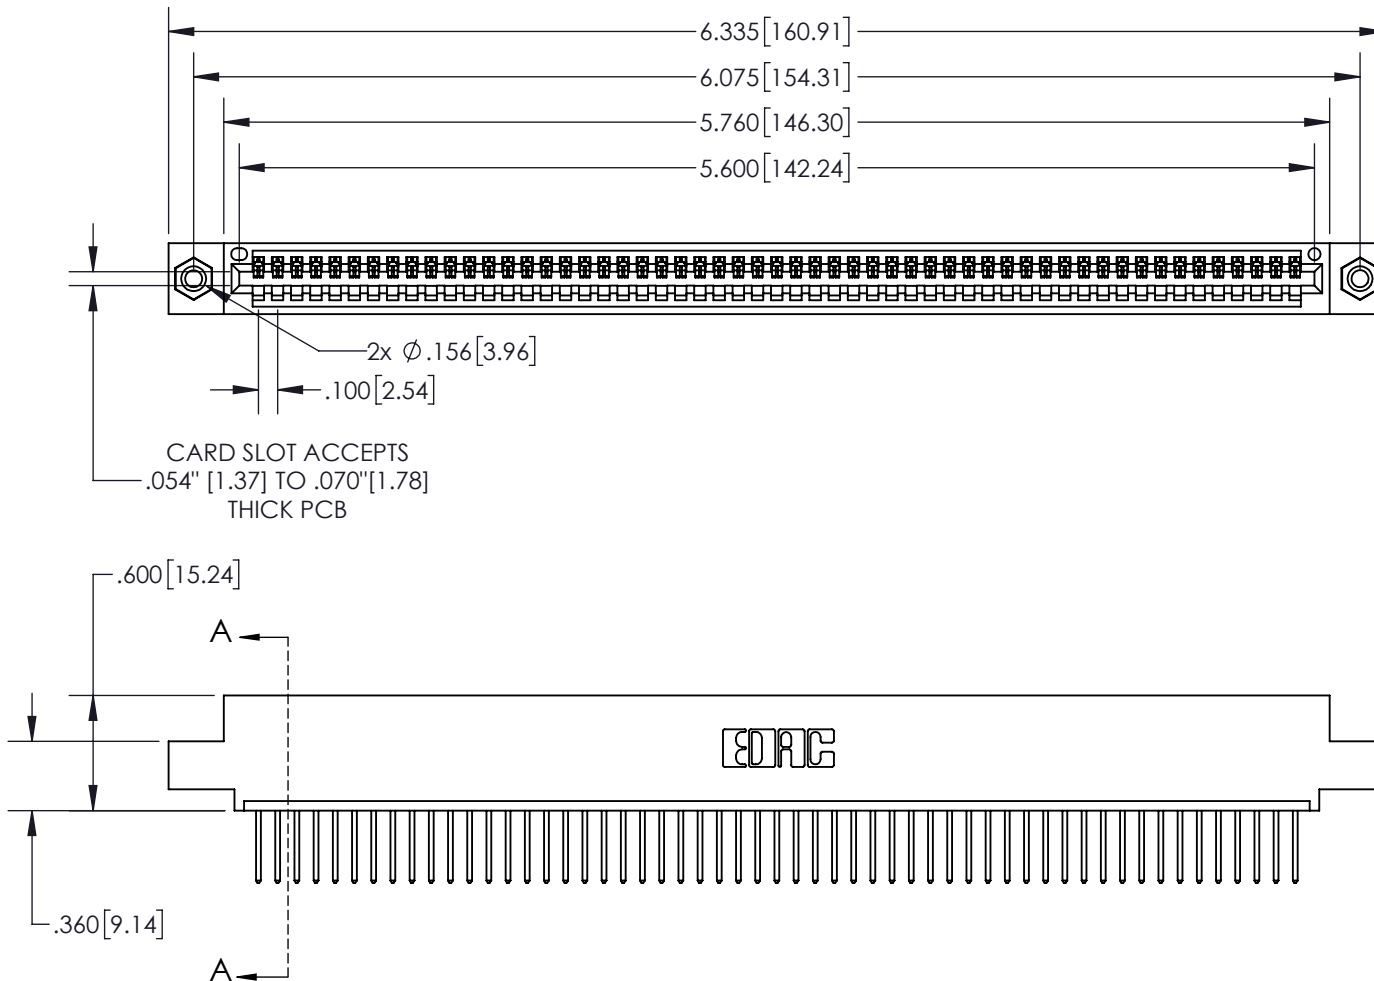 6.335[160.91]
6.075[154.31]
5.760[146.30]
5.600[142.24]
2x Ø.156[3.96]
.100[2.54]
CARD SLOT ACCEPTS
.054" [1.37] TO .070"[1.78]
THICK PCB
.600[15.24]
A
EDAC
.360[9.14]
A